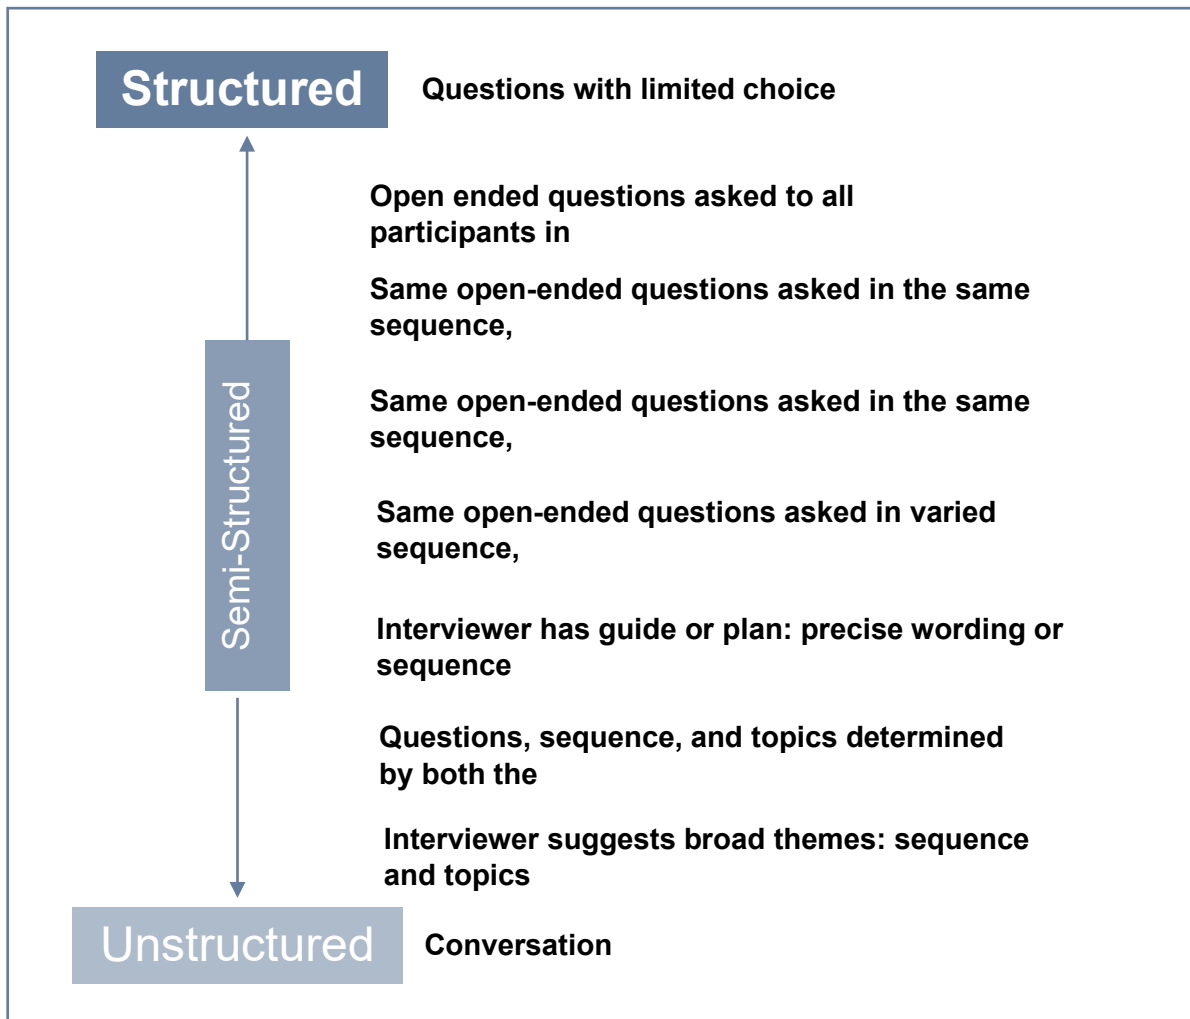 Structured
Questions with limited choice
Open ended questions asked to all
participants in
Same open-ended questions asked in the same
sequence,
Same open-ended questions asked in the same
sequence,
Semi-Structured
Same open-ended questions asked in varied
sequence,
Interviewer has guide or plan: precise wording or
sequence
Questions, sequence, and topics determined
by both the
Interviewer suggests broad themes: sequence
and topics
Unstructured
Conversation